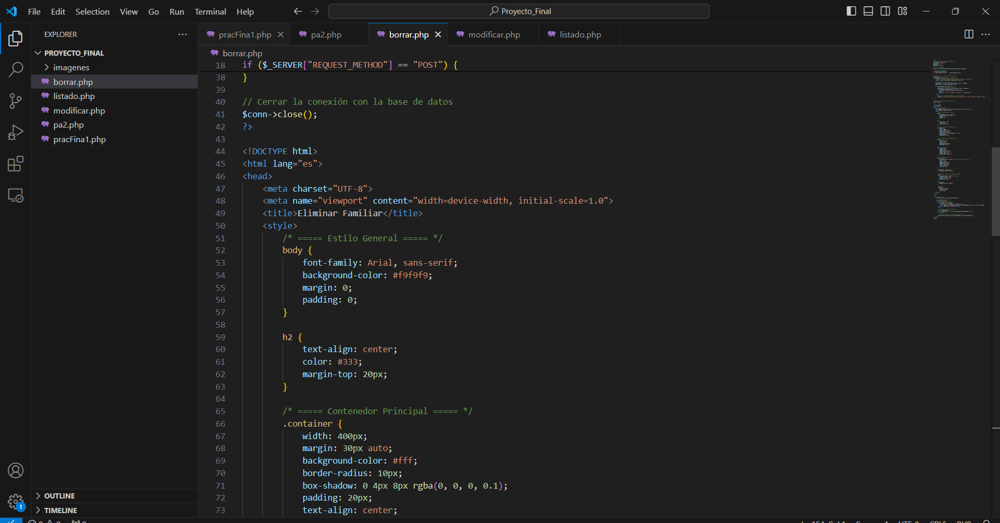 File Edit Selection View Go Run Terminal Help
Proyecto_Final
EXPLORER
PROYECTO_FINAL
imagenes
borrar.php
listado.php
modificar.php
pa2.php
pracFina1.php
OUTLINE
TIMELINE
1
pracFina1.php pa2.php borrar.php modificar.php listado.php
borrar.php
18 if ($_SERVER["REQUEST_METHOD"] == "POST") {
38 }
39
40 // Cerrar la conexión con la base de datos
41 $conn->close();
42 ?>
43
44 <!DOCTYPE html>
45 <html lang="es">
46 <head>
47 <meta charset="UTF-8">
48 <meta name="viewport" content="width=device-width, initial-scale=1.0">
49 <title>Eliminar Familiar</title>
50 <style>
51 /* ===== Estilo General ===== */
52 body {
53 font-family: Arial, sans-serif;
54 background-color: #f9f9f9;
55 margin: 0;
56 padding: 0;
57 }
58
59 h2 {
60 text-align: center;
61 color: #333;
62 margin-top: 20px;
63 }
64
65 /* ===== Contenedor Principal ===== */
66 .container {
67 width: 400px;
68 margin: 30px auto;
69 background-color: #fff;
70 border-radius: 10px;
71 box-shadow: 0 4px 8px rgba(0, 0, 0, 0.1);
72 padding: 20px;
73 text-align: center;